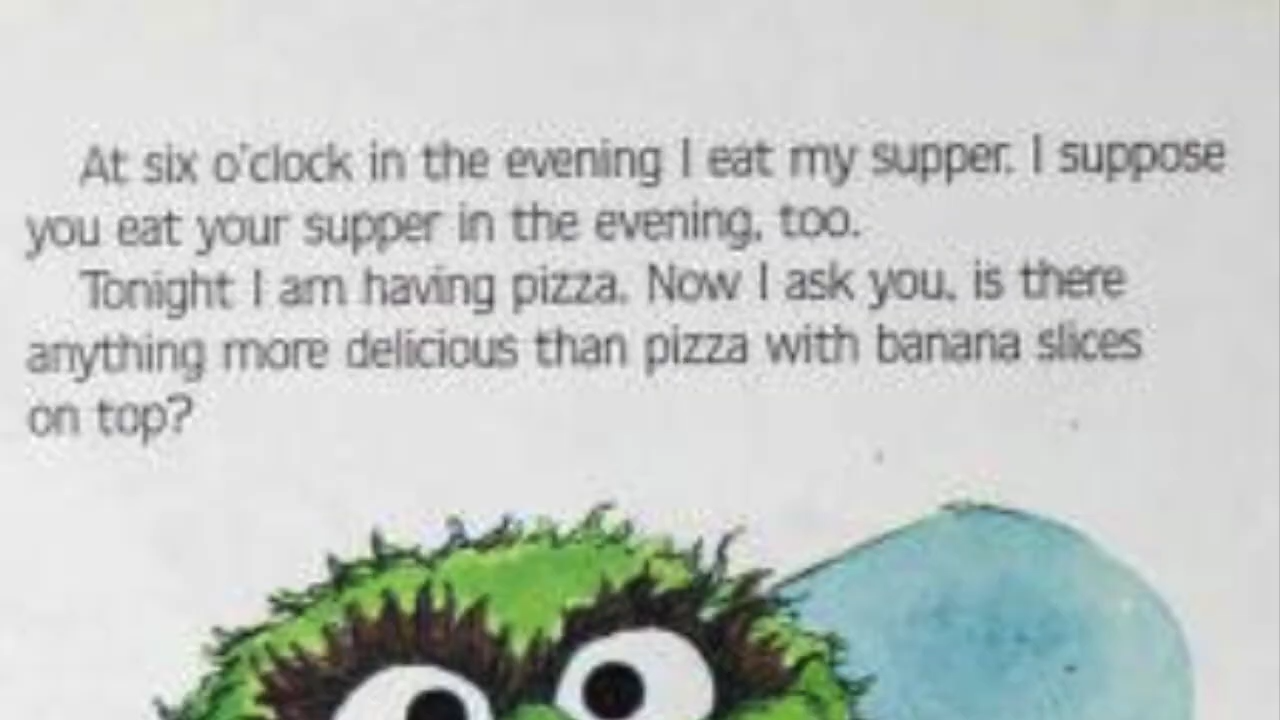 At six o'clock in the evening I eat my supper. I suppose
you eat your supper in the evening, too.
Tonight I am having pizza. Now I ask you, is there
anything more delicious than pizza with banana slices
on top?